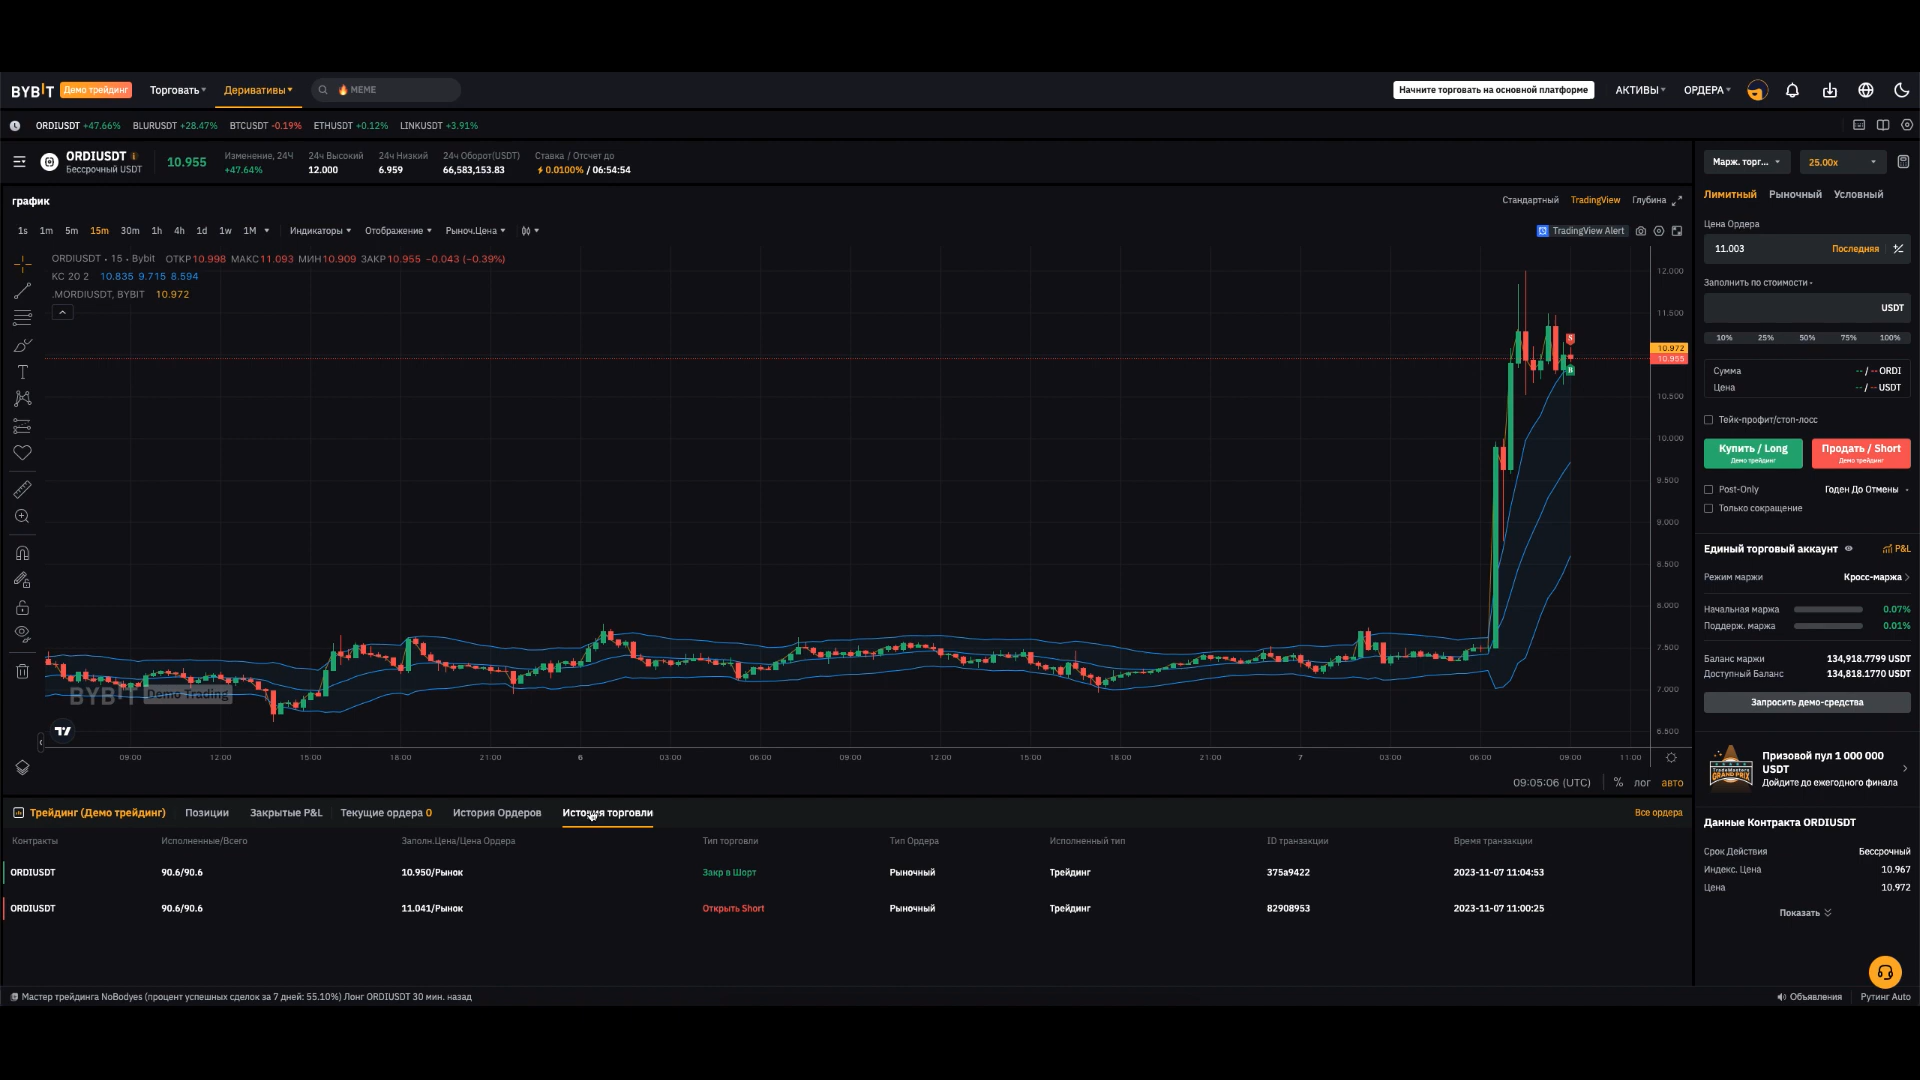 BYBIT Демо трейдинг Торговать Деривативы MEME Начните торговать на основной платформе АКТИВЫ ОРДЕРА
ORDIUSDT +47.66% BLURUSDT +28.47% BTCUSDT -0.19% ETHUSDT +0.12% LINKUSDT +3.91%
ORDIUSDT
Бессрочный USDT
10.955
Изменение, 24Ч
+47.64%
24ч Высокий
12.000
24ч Низкий
6.959
24ч Оборот(USDT)
66,583,153.83
Ставка / Отсчет до
0.0100% / 06:54:54
график
Стандартный TradingView Глубина
1s 1m 5m 15m 30m 1h 4h 1d 1w 1M Индикаторы Отображение Рыноч.Цена
TradingView Alert
ORDIUSDT · 15 · Bybit ОТКР10.998 МАКС11.093 МИН10.909 ЗАКР10.955 −0.043 (−0.39%)
KC 20 2 10.835 9.715 8.594
.MORDIUSDT, BYBIT 10.972
12.000
11.500
S
10.972
10.955
B
10.500
10.000
9.500
9.000
8.500
8.000
7.500
7.000
6.500
BYBIT Demo Trading
09:00 12:00 15:00 18:00 21:00 6 03:00 06:00 09:00 12:00 15:00 18:00 21:00 7 03:00 06:00 09:00 11:00
09:05:06 (UTC) % лог авто
Трейдинг (Демо трейдинг) Позиции Закрытые P&L Текущие ордера 0 История Ордеров История торговли Все ордера
Контракты Исполненные/Всего Заполн.Цена/Цена Ордера Тип торговли Тип Ордера Исполненный тип ID транзакции Время транзакции
ORDIUSDT 90.6/90.6 10.950/Рынок Закр в Шорт Рыночный Трейдинг 375a9422 2023-11-07 11:04:53
ORDIUSDT 90.6/90.6 11.041/Рынок Открыть Short Рыночный Трейдинг 82908953 2023-11-07 11:00:25
Мастер трейдинга NoBodyes (процент успешных сделок за 7 дней: 55.10%) Лонг ORDIUSDT 30 мин. назад
Объявления Рутинг Auto
Марж. торг... 25.00x
Лимитный Рыночный Условный
Цена Ордера
11.003 Последняя
Заполнить по стоимости
USDT
10% 25% 50% 75% 100%
Сумма -- / -- ORDI
Цена -- / -- USDT
Тейк-профит/стоп-лосс
Купить / Long
Демо трейдинг
Продать / Short
Демо трейдинг
Post-Only Годен До Отмены
Только сокращение
Единый торговый аккаунт P&L
Режим маржи Кросс-маржа
Начальная маржа 0.07%
Поддерж. маржа 0.01%
Баланс маржи 134,918.7799 USDT
Доступный Баланс 134,818.1770 USDT
Запросить демо-средства
Призовой пул 1 000 000
USDT
Дойдите до ежегодного финала
GRAND PRIX
Данные Контракта ORDIUSDT
Срок Действия Бессрочный
Индекс. Цена 10.967
Цена 10.972
Показать